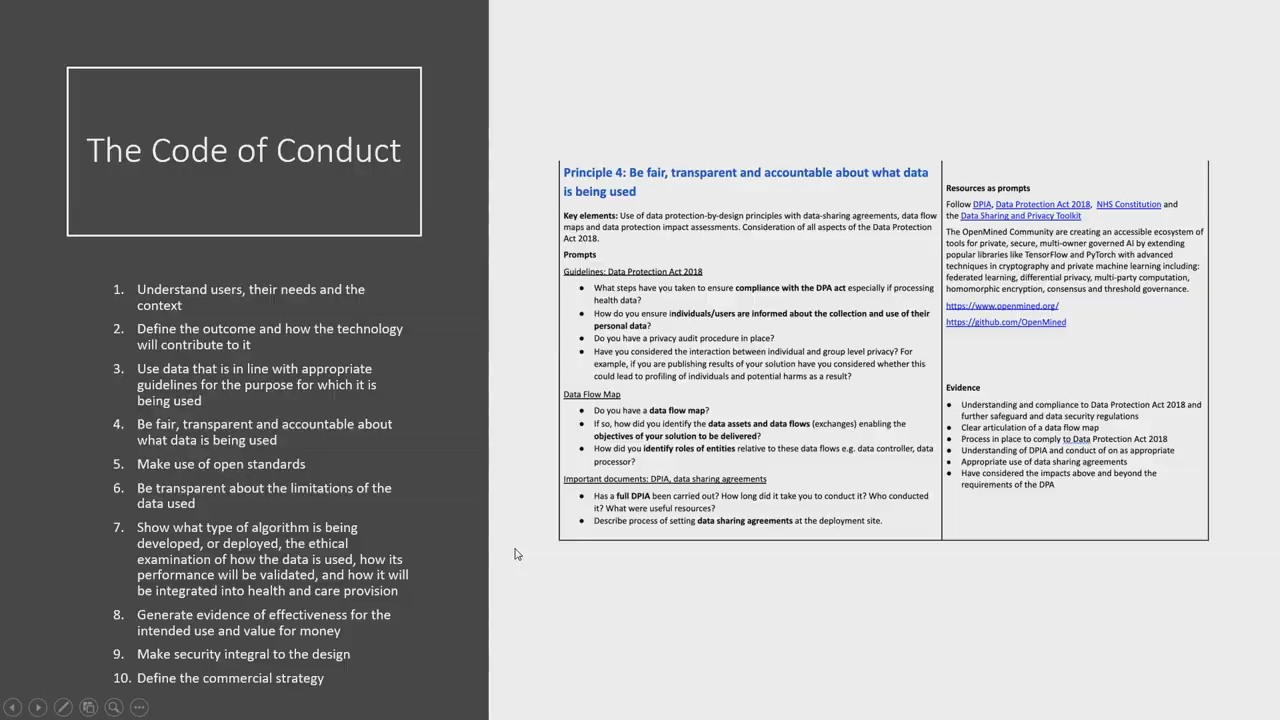 The Code of Conduct
1. Understand users, their needs and the
context
2. Define the outcome and how the technology
will contribute to it
3. Use data that is in line with appropriate
guidelines for the purpose for which it is
being used
4. Be fair, transparent and accountable about
what data is being used
5. Make use of open standards
6. Be transparent about the limitations of the
data used
7. Show what type of algorithm is being
developed, or deployed, the ethical
examination of how the data is used, how its
performance will be validated, and how it will
be integrated into health and care provision
8. Generate evidence of effectiveness for the
intended use and value for money
9. Make security integral to the design
10. Define the commercial strategy
Principle 4: Be fair, transparent and accountable about what data
is being used
Key elements: Use of data protection-by-design principles with data-sharing agreements, data flow
maps and data protection impact assessments. Consideration of all aspects of the Data Protection
Act 2018.
Prompts
Guidelines: Data Protection Act 2018
● What steps have you taken to ensure compliance with the DPA act especially if processing
health data?
● How do you ensure individuals/users are informed about the collection and use of their
personal data?
● Do you have a privacy audit procedure in place?
● Have you considered the interaction between individual and group level privacy? For
example, if you are publishing results of your solution have you considered whether this
could lead to profiling of individuals and potential harms as a result?
Data Flow Map
● Do you have a data flow map?
● If so, how did you identify the data assets and data flows (exchanges) enabling the
objectives of your solution to be delivered?
● How did you identify roles of entities relative to these data flows e.g. data controller, data
processor?
Important documents: DPIA, data sharing agreements
● Has a full DPIA been carried out? How long did it take you to conduct it? Who conducted
it? What were useful resources?
● Describe process of setting data sharing agreements at the deployment site.
Resources as prompts
Follow DPIA, Data Protection Act 2018, NHS Constitution and
the Data Sharing and Privacy Toolkit
The OpenMined Community are creating an accessible ecosystem of
tools for private, secure, multi-owner governed AI by extending
popular libraries like TensorFlow and PyTorch with advanced
techniques in cryptography and private machine learning including:
federated learning, differential privacy, multi-party computation,
homomorphic encryption, consensus and threshold governance.
https://www.openmined.org/
https://github.com/OpenMined
Evidence
● Understanding and compliance to Data Protection Act 2018 and
further safeguard and data security regulations
● Clear articulation of a data flow map
● Process in place to comply to Data Protection Act 2018
● Understanding of DPIA and conduct of on as appropriate
● Appropriate use of data sharing agreements
● Have considered the impacts above and beyond the
requirements of the DPA